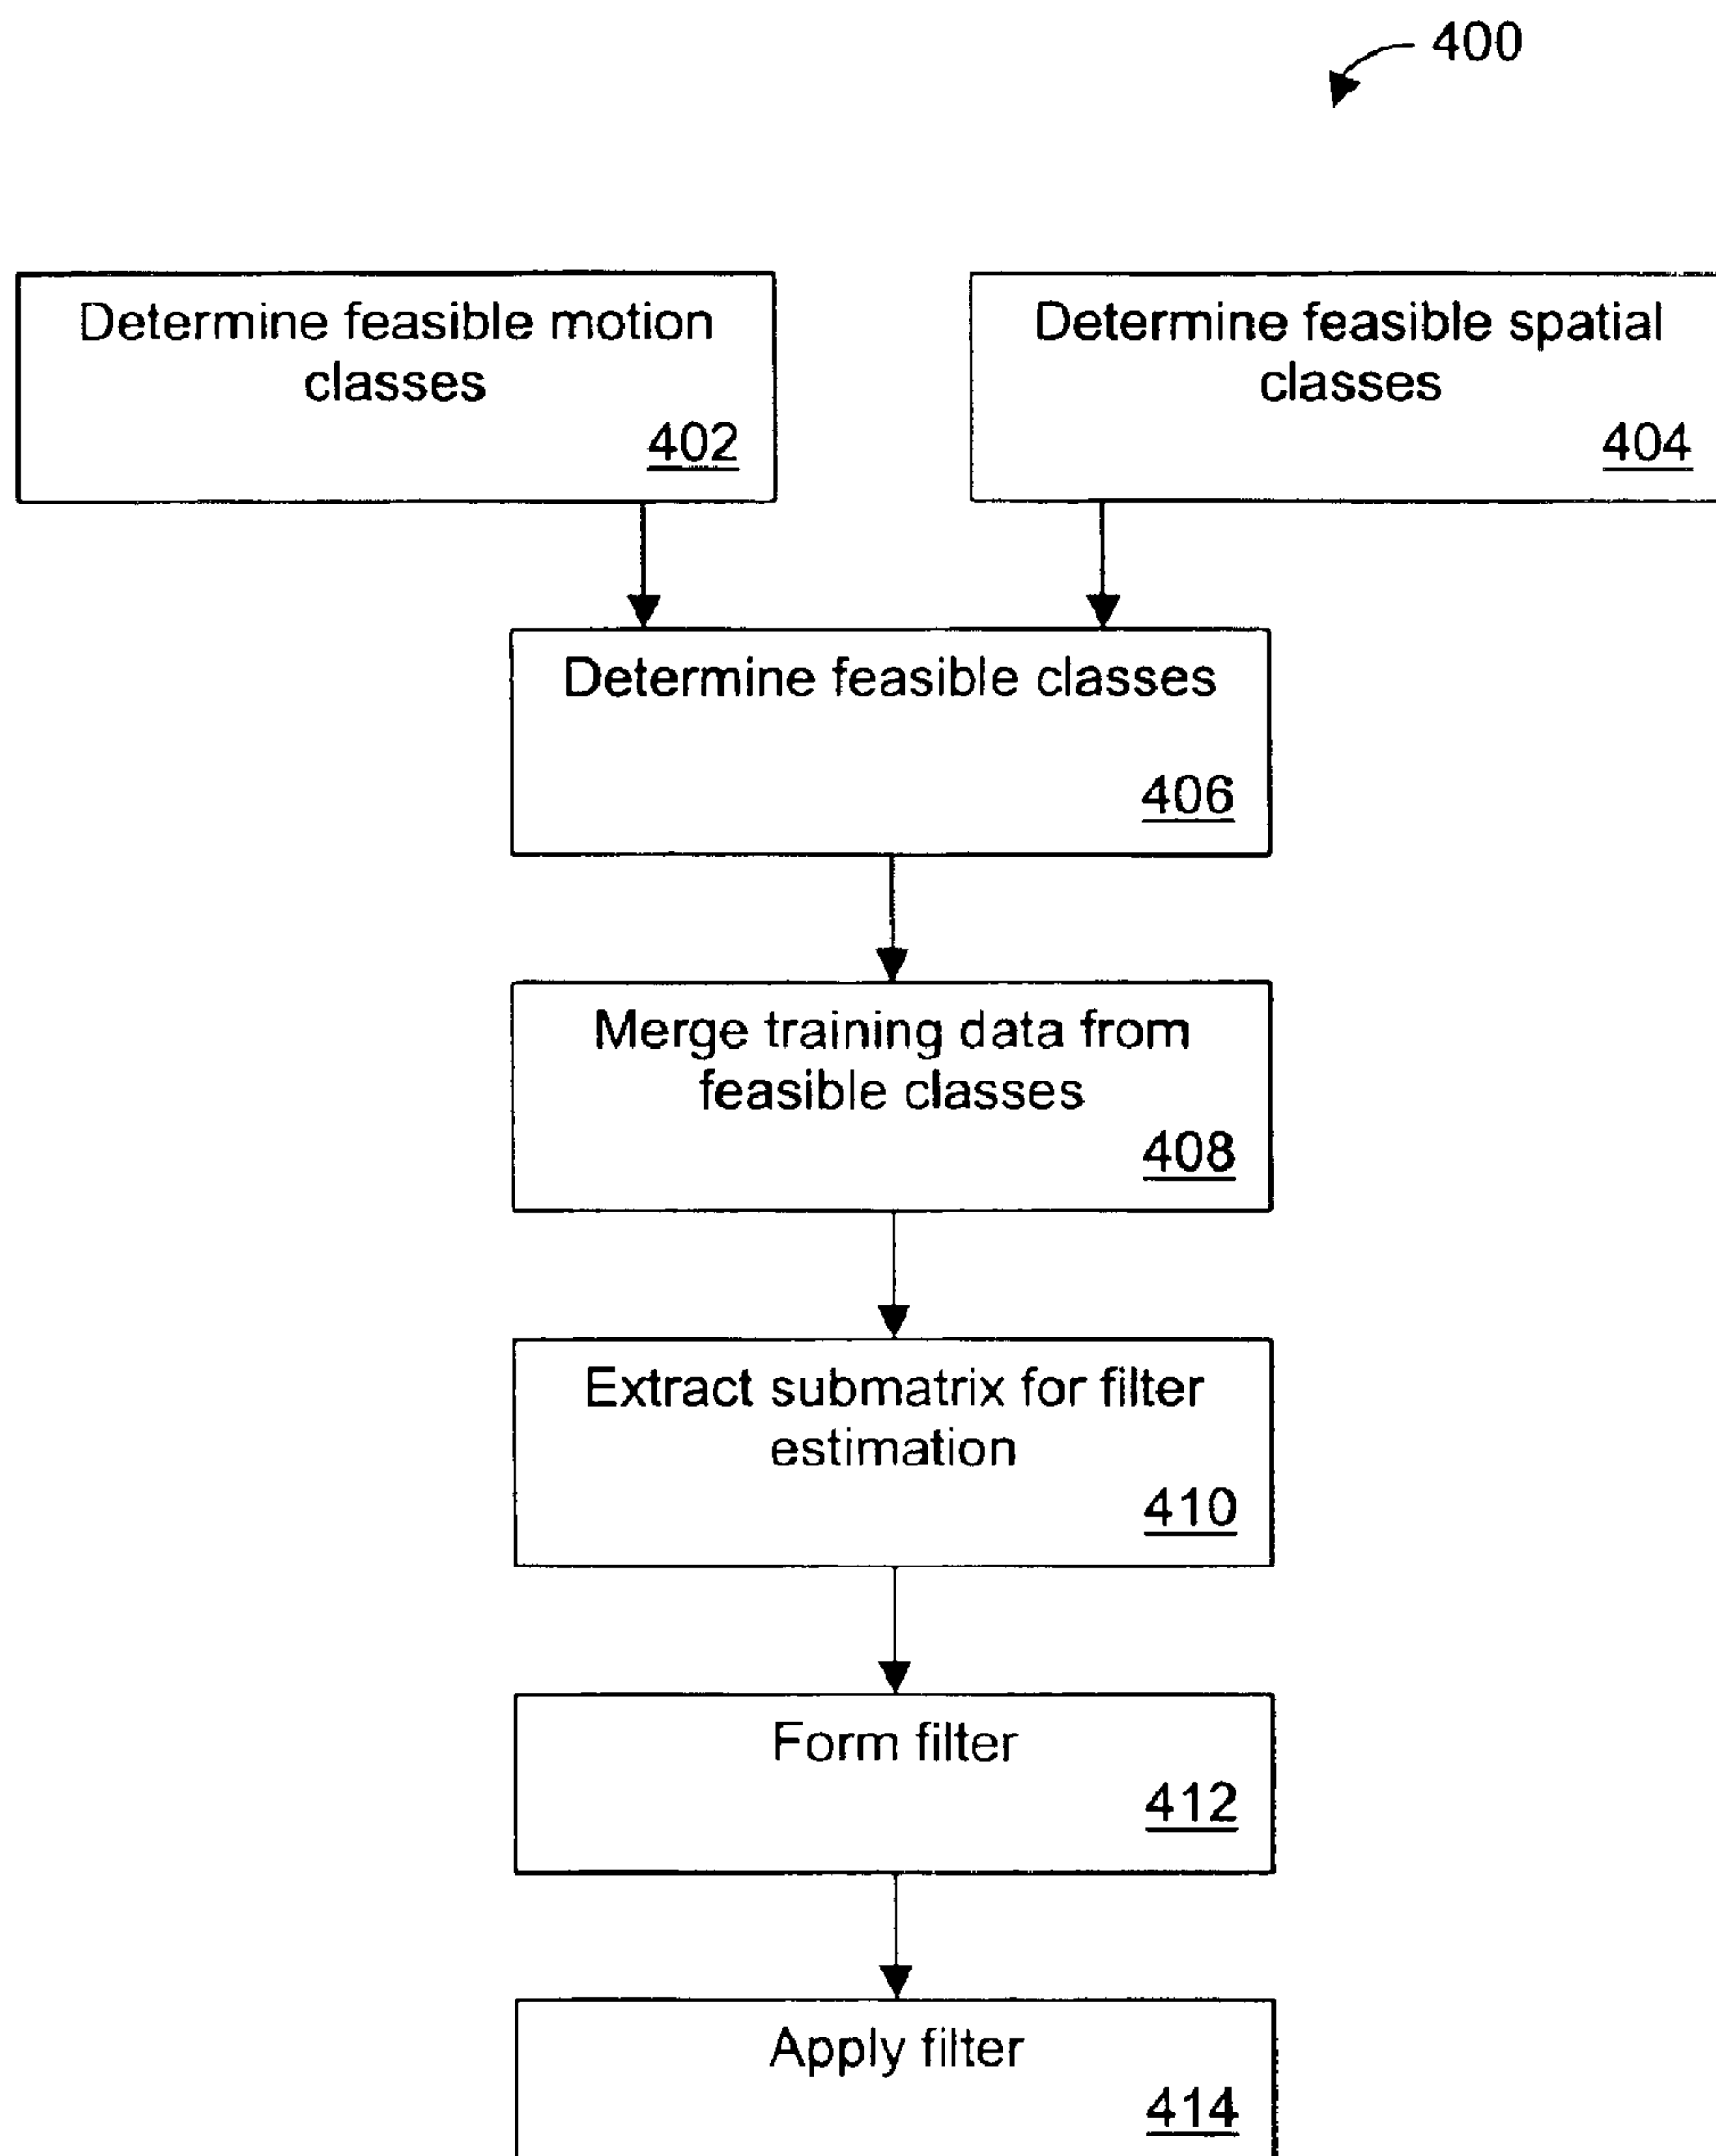 400
Determine feasible motion
classes
402
Determine feasible spatial
classes
404
Determine feasible classes
406
Merge training data from
feasible classes
408
Extract submatrix for filter
estimation
410
Form filter
412
Apply filter
414